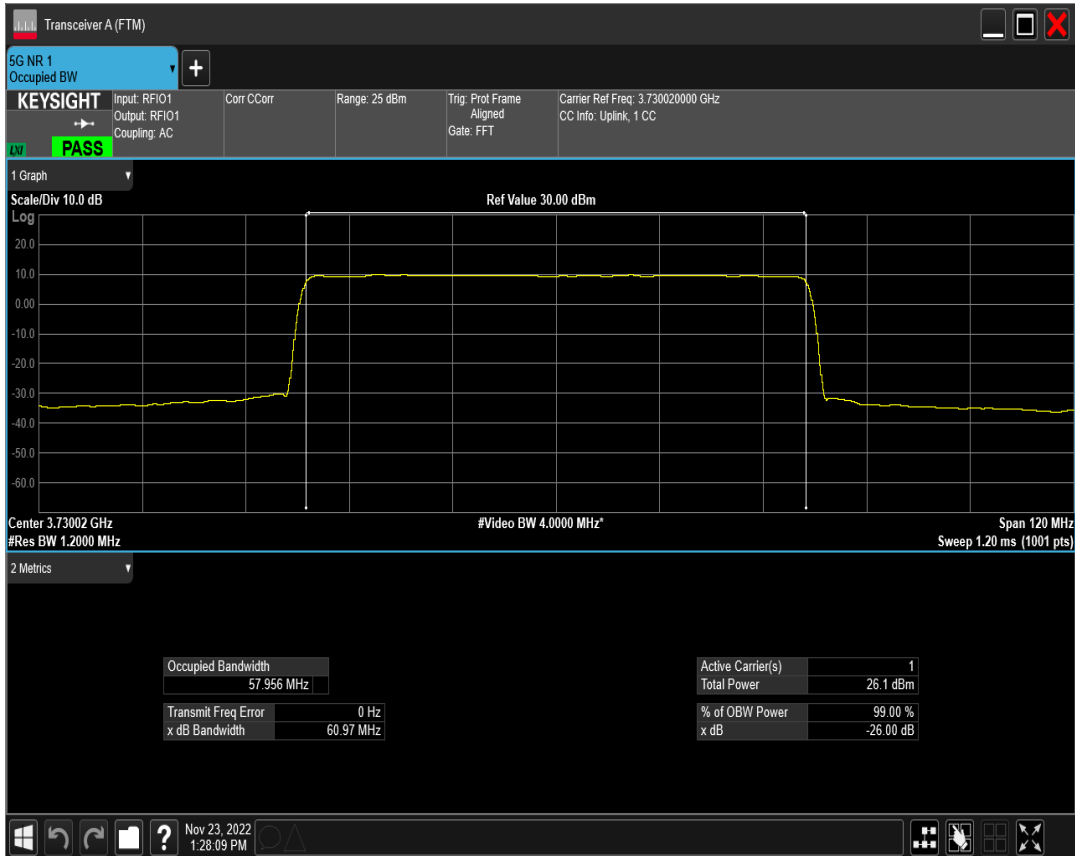 Transceiver A (FTM)
5G NR 1
Occupied BW
+
KEYSIGHT
LXI
PASS
Input: RFIO1
Output: RFIO1
Coupling: AC
Corr CCorr
Range: 25 dBm
Trig: Prot Frame
Aligned
Gate: FFT
Carrier Ref Freq: 3.730020000 GHz
CC Info: Uplink, 1 CC
1 Graph
Scale/Div 10.0 dB
Ref Value 30.00 dBm
Log
20.0
10.0
0.00
-10.0
-20.0
-30.0
-40.0
-50.0
-60.0
Center 3.73002 GHz
#Video BW 4.0000 MHz*
Span 120 MHz
#Res BW 1.2000 MHz
Sweep 1.20 ms (1001 pts)
2 Metrics
Occupied Bandwidth
57.956 MHz
Transmit Freq Error 0 Hz
x dB Bandwidth 60.97 MHz
Active Carrier(s) 1
Total Power 26.1 dBm
% of OBW Power 99.00 %
x dB -26.00 dB
?
Nov 23, 2022
1:28:09 PM